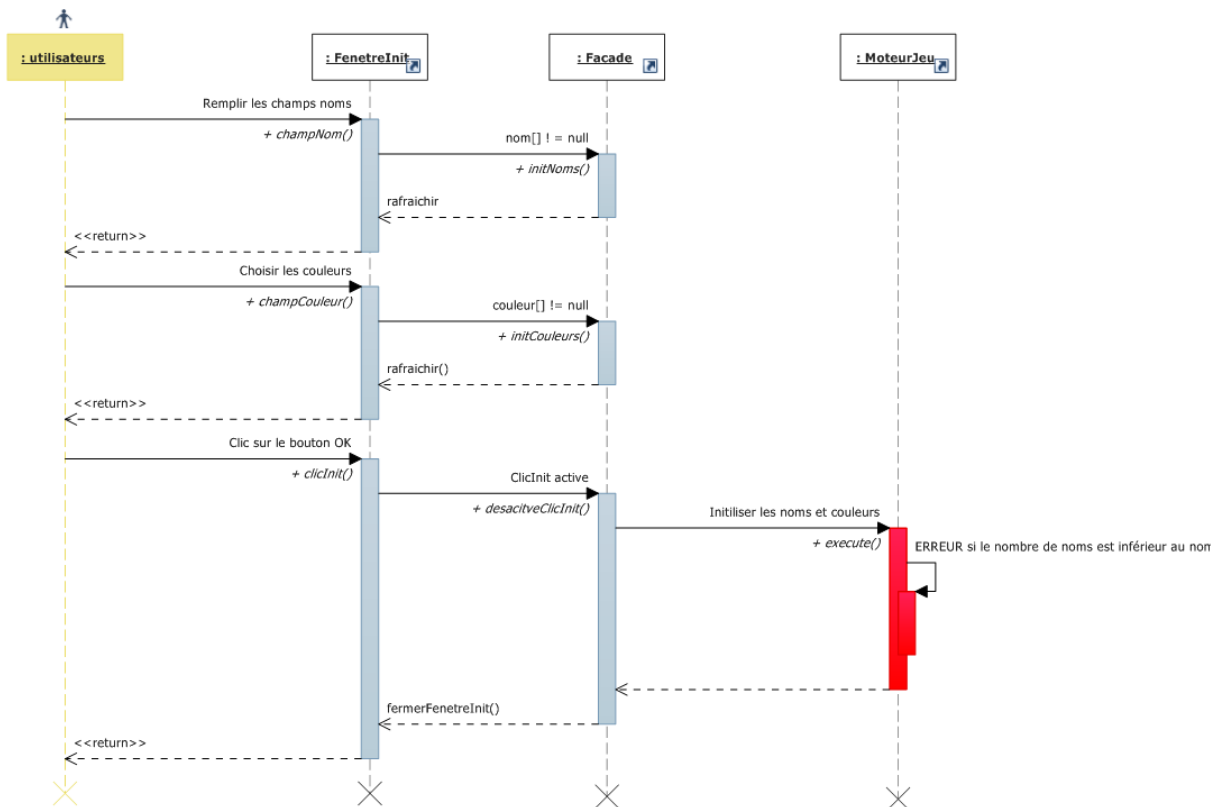 : utilisateurs
: FenetreInit
: Facade
: MoteurJeu
Remplir les champs noms
+ champNom()
nom[] ! = null
+ initNoms()
rafraichir
<<return>>
Choisir les couleurs
+ champCouleur()
couleur[] != null
+ initCouleurs()
rafraichir()
<<return>>
Clic sur le bouton OK
+ clicInit()
ClicInit active
+ desacitveClicInit()
Initiliser les noms et couleurs
+ execute()
ERREUR si le nombre de noms est inférieur au nom
fermerFenetreInit()
<<return>>